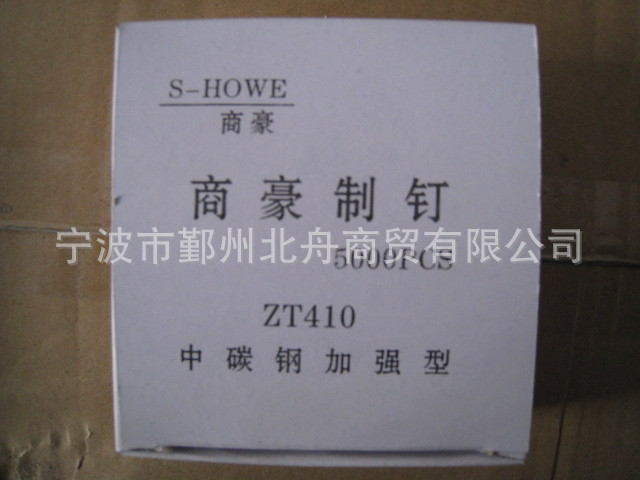 S-HOWE
商豪
商豪制钉
宁波市鄞州北舟商贸有限公司
5000PCS
ZT410
中碳钢加强型